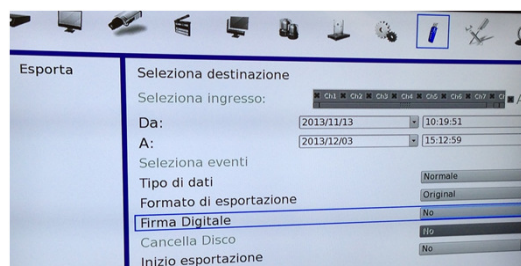 Esporta
Seleziona destinazione
Seleziona ingresso: Ch1 Ch2 Ch3 Ch4 Ch5 Ch6 Ch7
Da: 2013/11/13 10:19:51
A: 2013/12/03 15:12:59
Seleziona eventi
Tipo di dati Normale
Formato di esportazione Original
Firma Digitale No
No
Cancella Disco No
Inizio esportazione